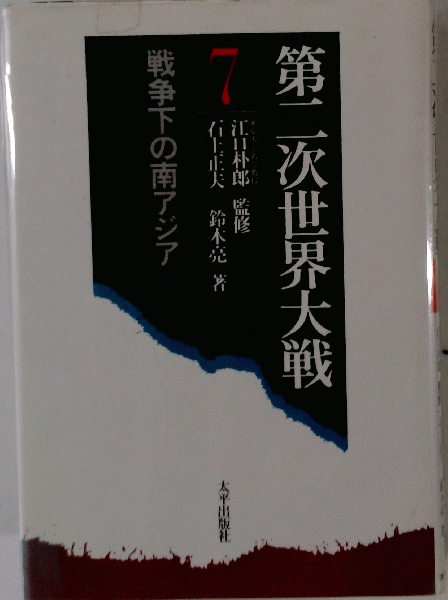 第二次世界大戦
7
江口朴郎 監修
石上正夫 鈴木亮 著
戦争下の南アジア
太平出版社